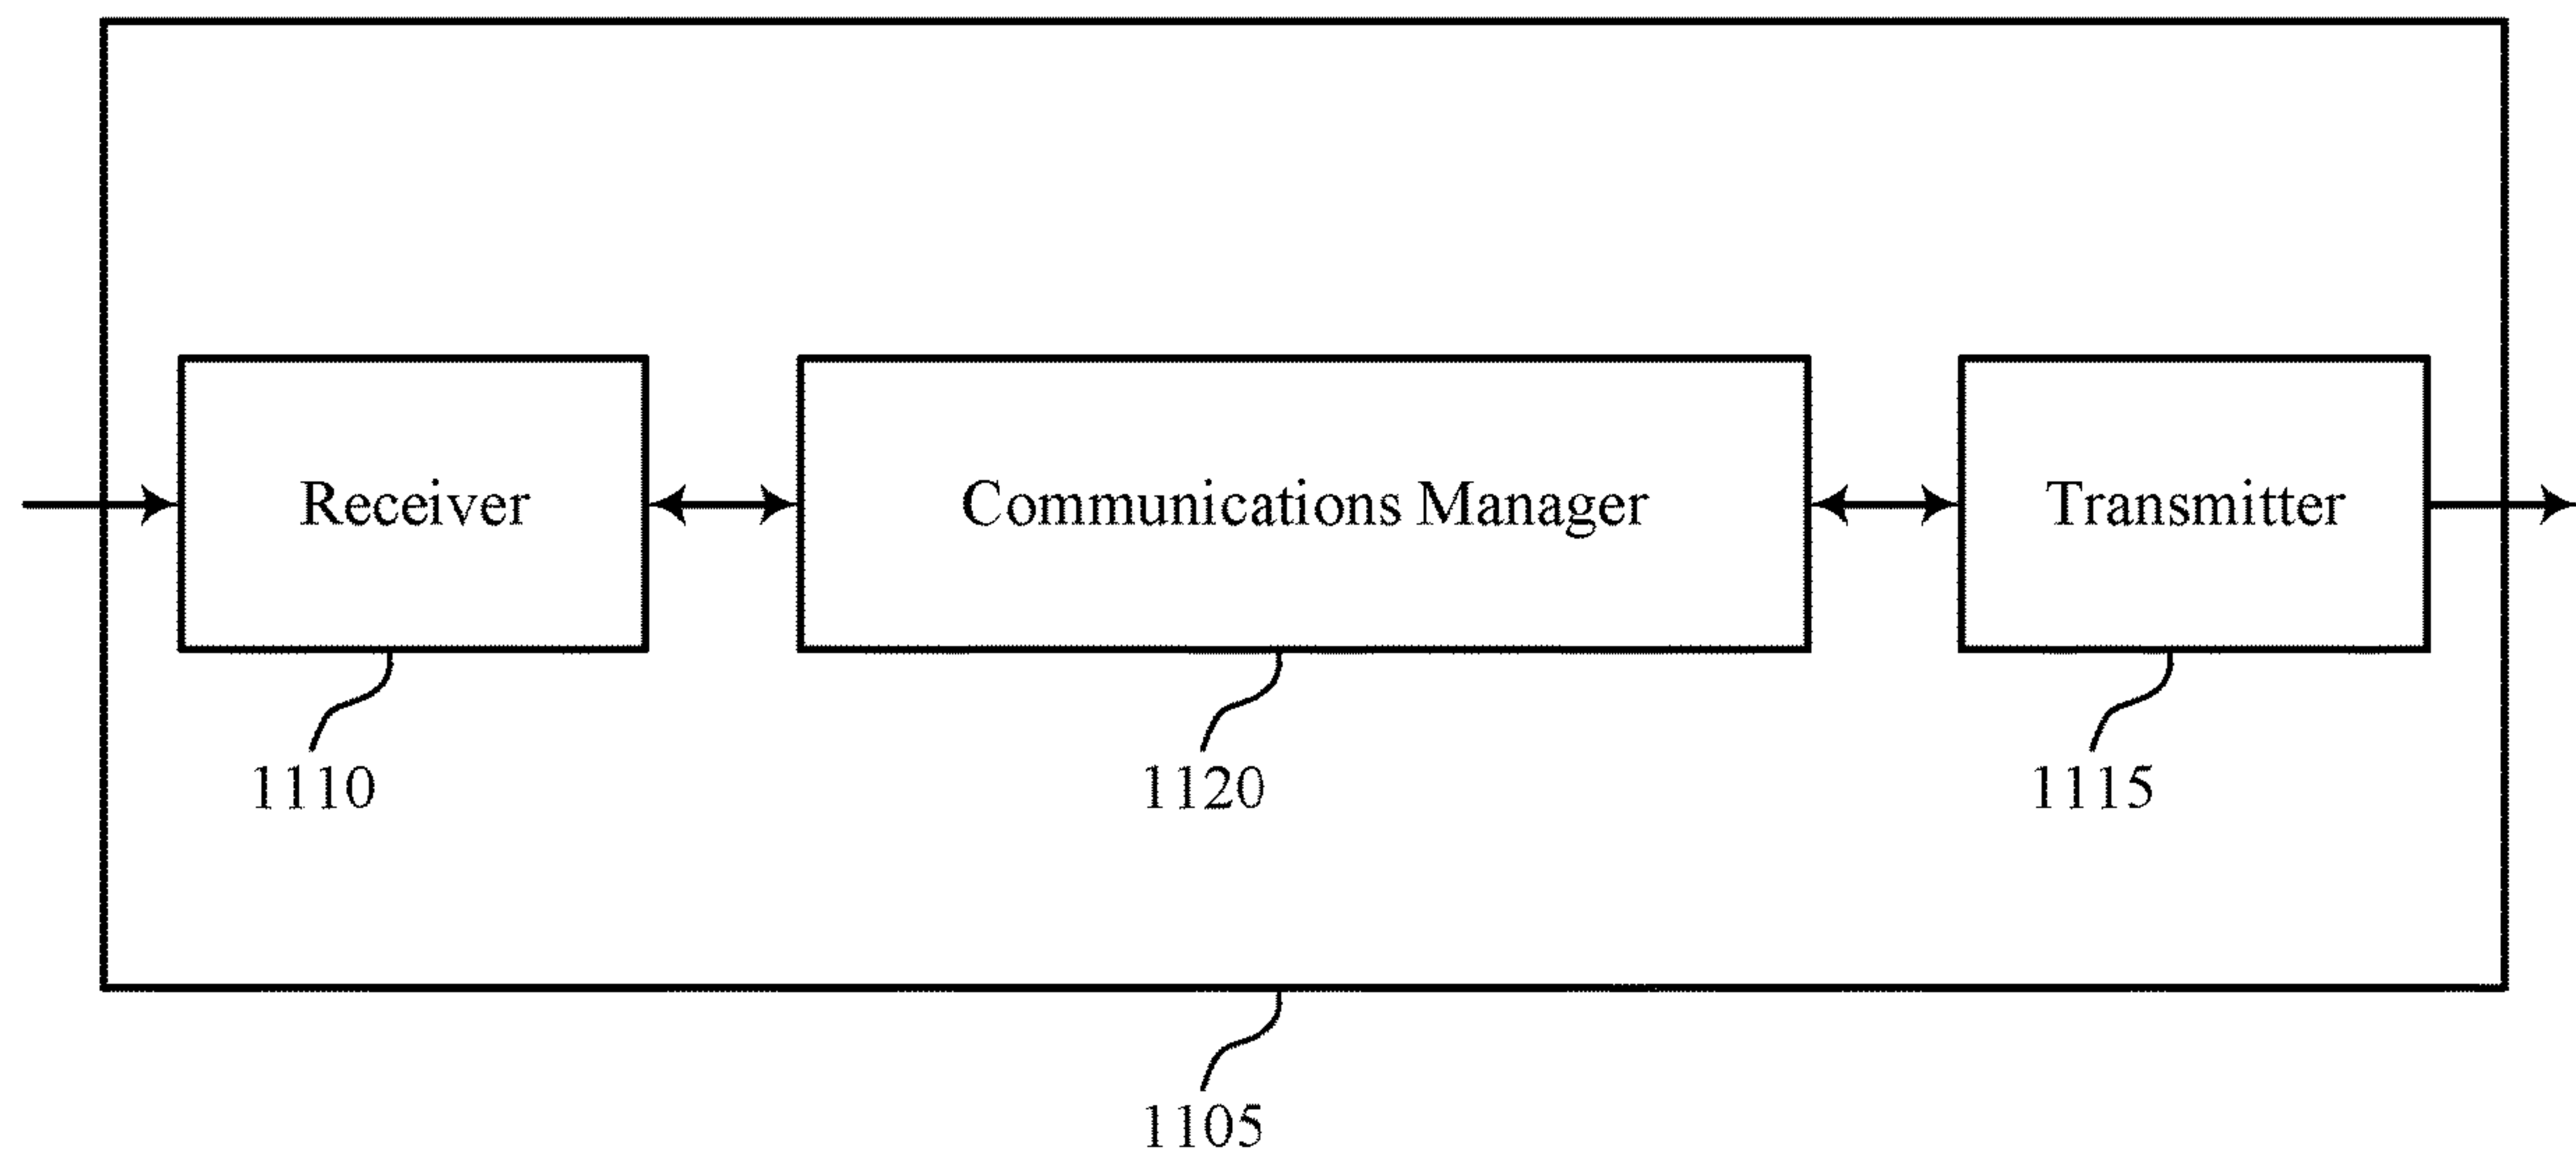 Receiver
Communications Manager
Transmitter
1110
1120
1115
1105